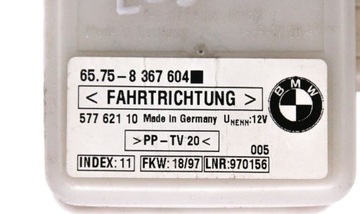 65.75-8 367 604■
< FAHRTRICHTUNG >
577 621 10 Made in Germany UNENN:12V
>PP-TV 20<
005
INDEX: 11 FKW: 18/97 LNR:970156
BMW